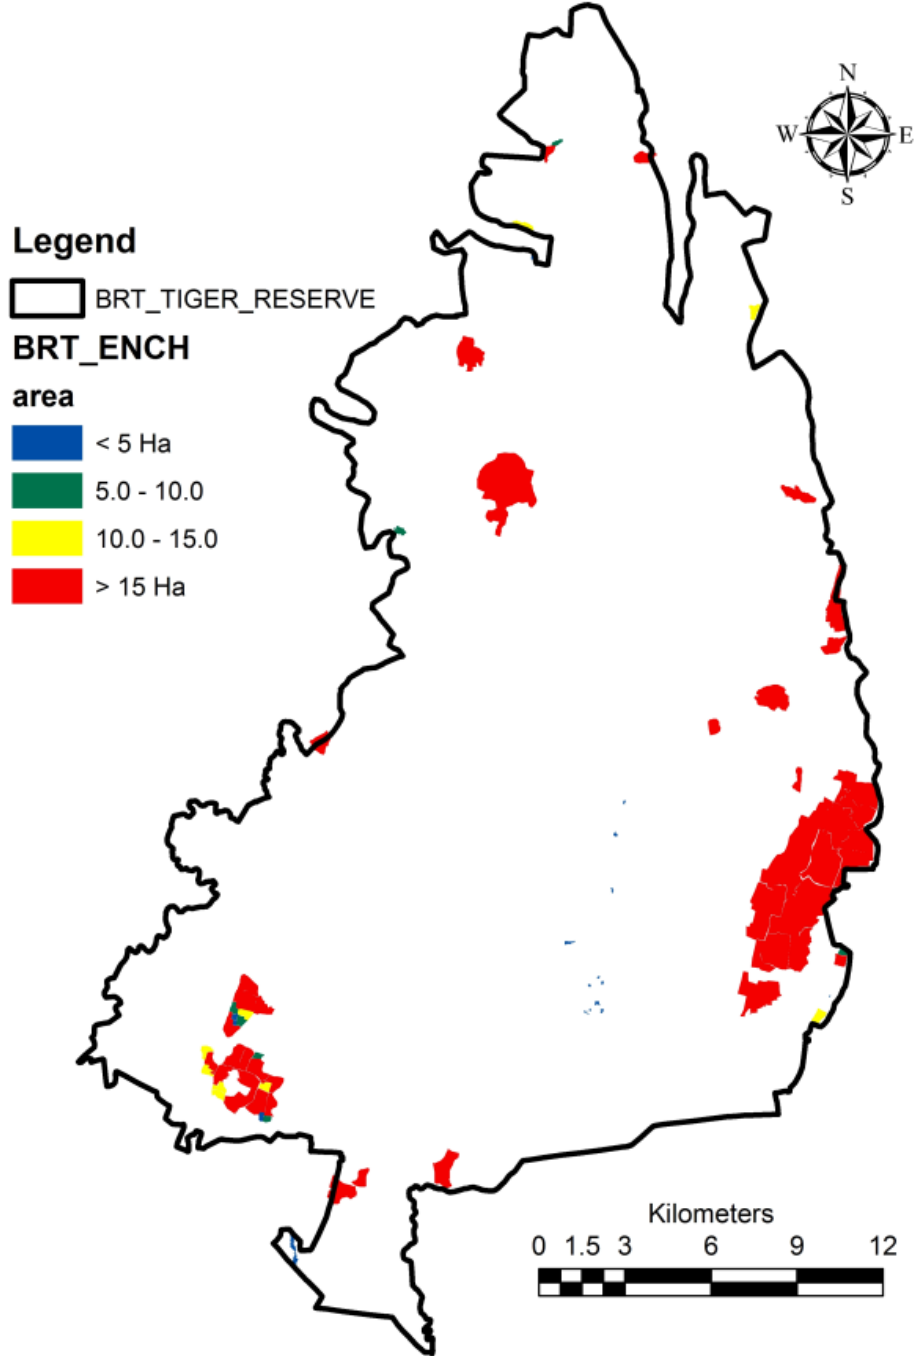 N
W E
S
Legend
BRT_TIGER_RESERVE
BRT_ENCH
area
< 5 Ha
5.0 - 10.0
10.0 - 15.0
> 15 Ha
Kilometers
0 1.5 3 6 9 12